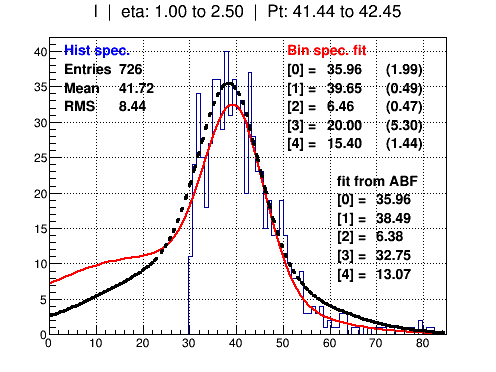 I | eta: 1.00 to 2.50 | Pt: 41.44 to 42.45
Hist spec.
Entries 726
Mean 41.72
RMS 8.44
Bin spec. fit
[0] = 35.96 (1.99)
[1] = 39.65 (0.49)
[2] = 6.46 (0.47)
[3] = 20.00 (5.30)
[4] = 15.40 (1.44)
fit from ABF
[0] = 35.96
[1] = 38.49
[2] = 6.38
[3] = 32.75
[4] = 13.07
40
35
30
25
20
15
10
5
0
0 10 20 30 40 50 60 70 80